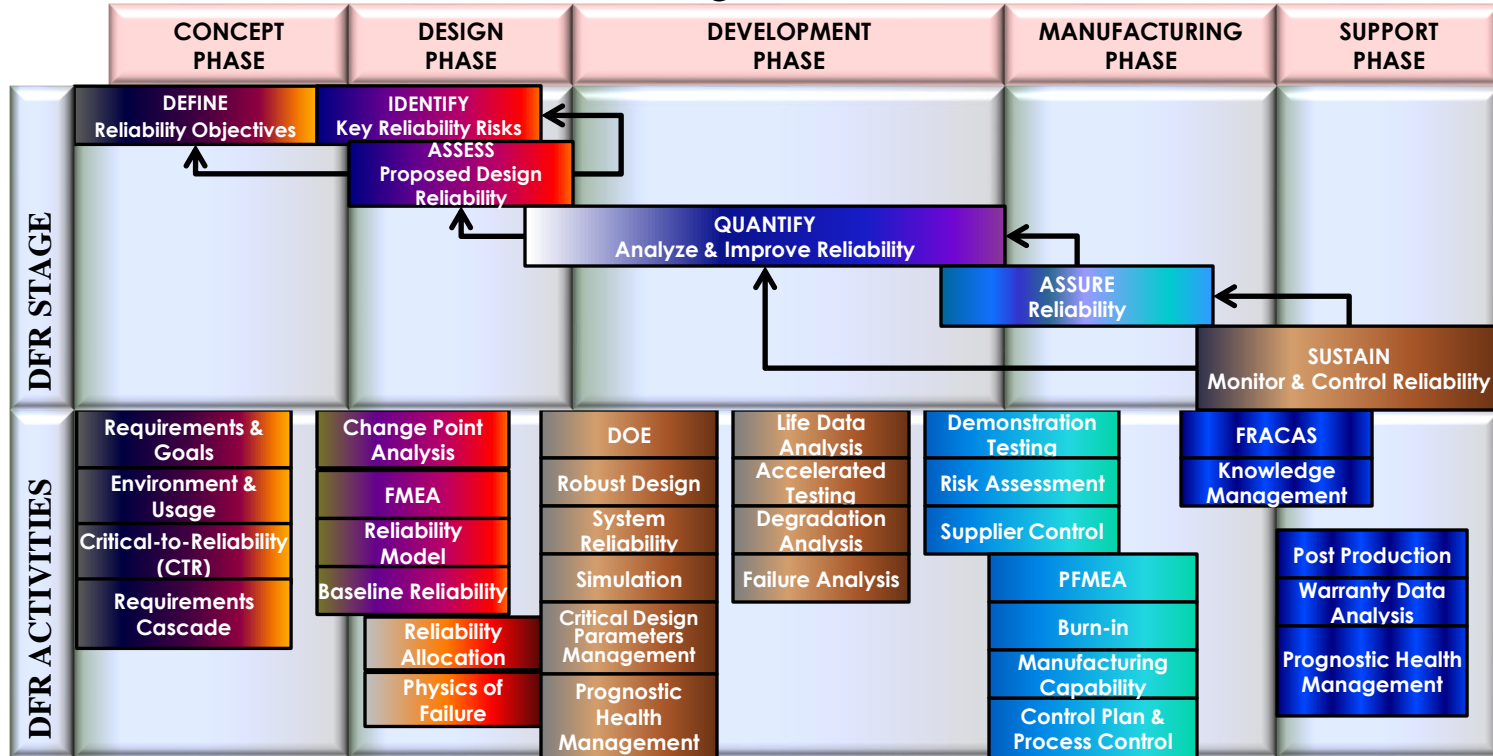 CONCEPT
PHASE
DESIGN
PHASE
DEVELOPMENT
PHASE
MANUFACTURING
PHASE
SUPPORT
PHASE
DFR STAGE
DEFINE
Reliability Objectives
IDENTIFY
Key Reliability Risks
ASSESS
Proposed Design
Reliability
QUANTIFY
Analyze & Improve Reliability
ASSURE
Reliability
SUSTAIN
Monitor & Control Reliability
DFR ACTIVITIES
Requirements &
Goals
Environment &
Usage
Critical-to-Reliability
(CTR)
Requirements
Cascade
Change Point
Analysis
FMEA
Reliability
Model
Baseline Reliability
Reliability
Allocation
Physics of
Failure
DOE
Robust Design
System
Reliability
Simulation
Critical Design
Parameters
Management
Prognostic
Health
Management
Life Data
Analysis
Accelerated
Testing
Degradation
Analysis
Failure Analysis
Demonstration
Testing
Risk Assessment
Supplier Control
PFMEA
Burn-in
Manufacturing
Capability
Control Plan &
Process Control
FRACAS
Knowledge
Management
Post Production
Warranty Data
Analysis
Prognostic Health
Management